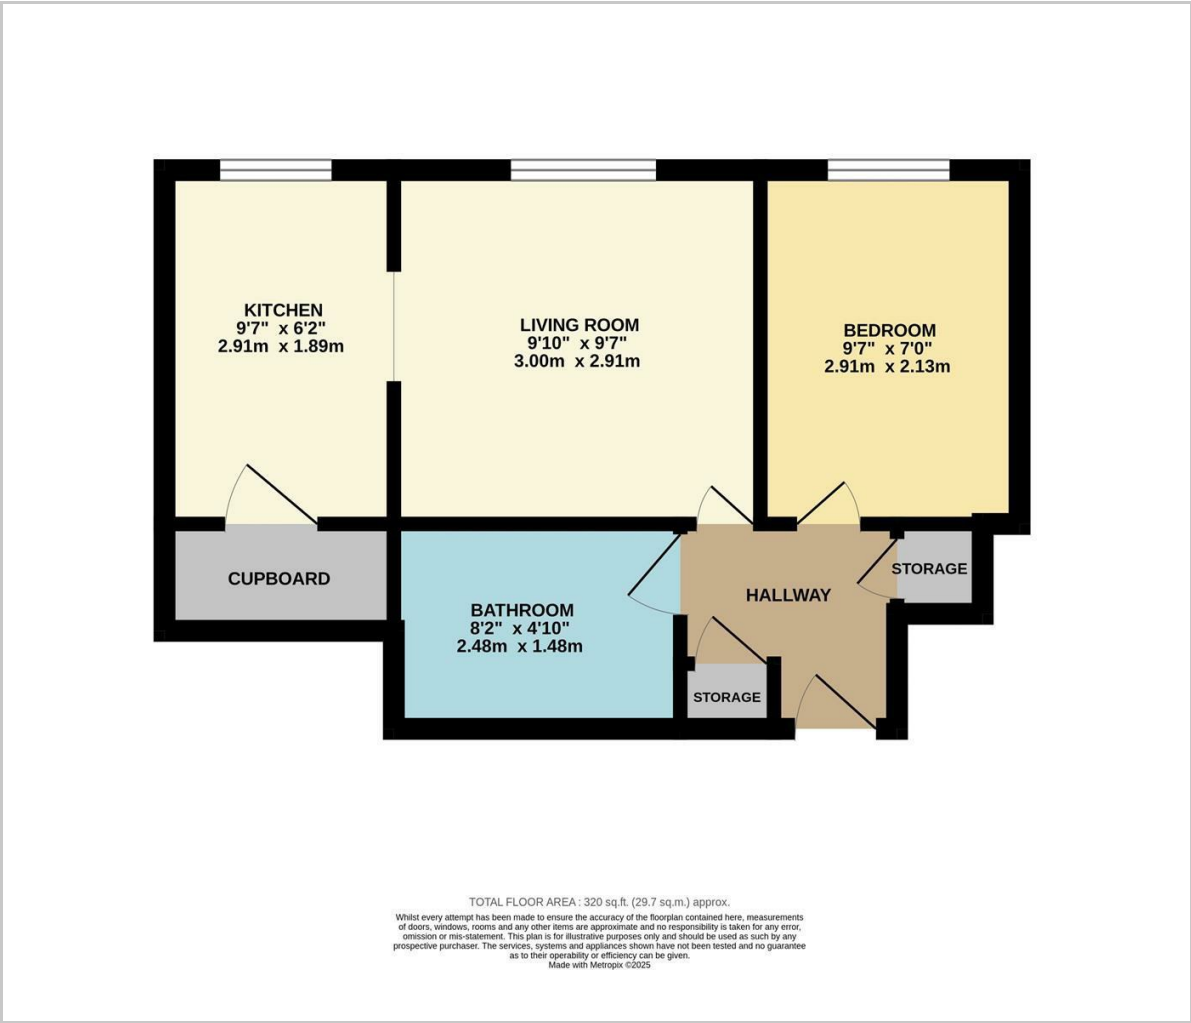 KITCHEN
9'7" x 6'2"
2.91m x 1.89m
LIVING ROOM
9'10" x 9'7"
3.00m x 2.91m
BEDROOM
9'7" x 7'0"
2.91m x 2.13m
CUPBOARD
BATHROOM
8'2" x 4'10"
2.48m x 1.48m
HALLWAY
STORAGE
STORAGE
TOTAL FLOOR AREA : 320 sq.ft. (29.7 sq.m.) approx.
Whilst every attempt has been made to ensure the accuracy of the floorplan contained here, measurements
of doors, windows, rooms and any other items are approximate and no responsibility is taken for any error,
omission or mis-statement. This plan is for illustrative purposes only and should be used as such by any
prospective purchaser. The services, systems and appliances shown have not been tested and no guarantee
as to their operability or efficiency can be given.
Made with Metropix ©2025